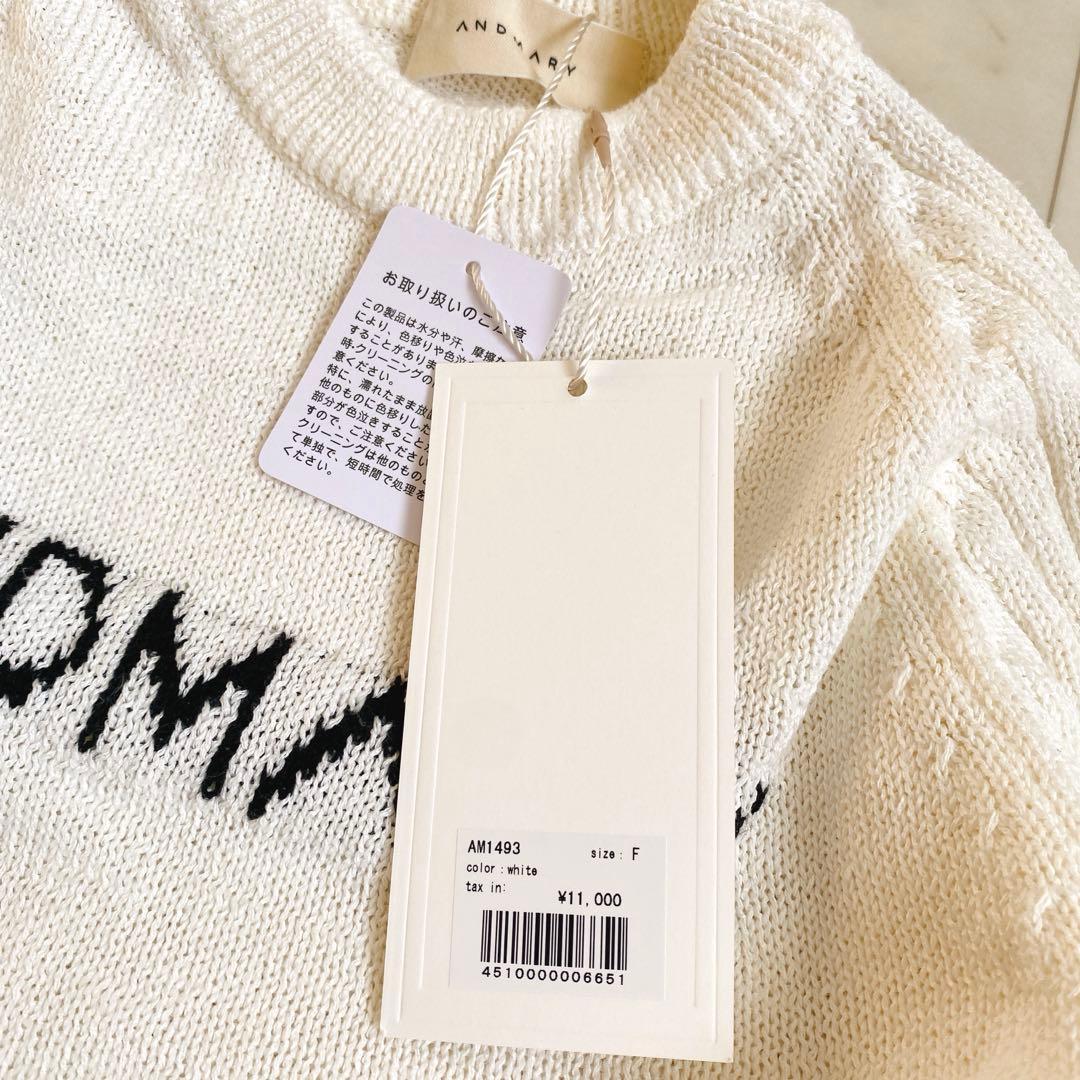 ANDMARY
お取り扱いのご注意
この製品は水分や汗、摩擦
により、色移りや色泣
することがありま
時・クリーニングの
意ください。
特に、濡れたまま放
他のものに色移りした
部分が色泣きすること
すので、ご注意ください
クリーニングは他のもの
て単独で、短時間で処理を
ください。
DMA
AM1493 size: F
color : white
tax in:
¥11,000
4510000006651